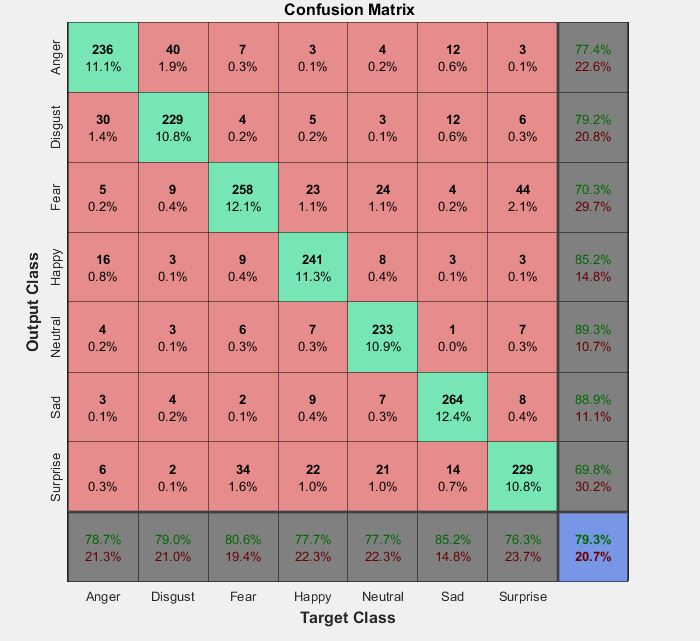 Confusion Matrix
Anger 236 40 7 3 4 12 3 77.4%
11.1% 1.9% 0.3% 0.1% 0.2% 0.6% 0.1% 22.6%
Disgust 30 229 4 5 3 12 6 79.2%
1.4% 10.8% 0.2% 0.2% 0.1% 0.6% 0.3% 20.8%
Fear 5 9 258 23 24 4 44 70.3%
0.2% 0.4% 12.1% 1.1% 1.1% 0.2% 2.1% 29.7%
Happy 16 3 9 241 8 3 3 85.2%
0.8% 0.1% 0.4% 11.3% 0.4% 0.1% 0.1% 14.8%
Neutral 4 3 6 7 233 1 7 89.3%
0.2% 0.1% 0.3% 0.3% 10.9% 0.0% 0.3% 10.7%
Sad 3 4 2 9 7 264 8 88.9%
0.1% 0.2% 0.1% 0.4% 0.3% 12.4% 0.4% 11.1%
Surprise 6 2 34 22 21 14 229 69.8%
0.3% 0.1% 1.6% 1.0% 1.0% 0.7% 10.8% 30.2%
78.7% 79.0% 80.6% 77.7% 77.7% 85.2% 76.3% 79.3%
21.3% 21.0% 19.4% 22.3% 22.3% 14.8% 23.7% 20.7%
Anger Disgust Fear Happy Neutral Sad Surprise
Target Class
Output Class